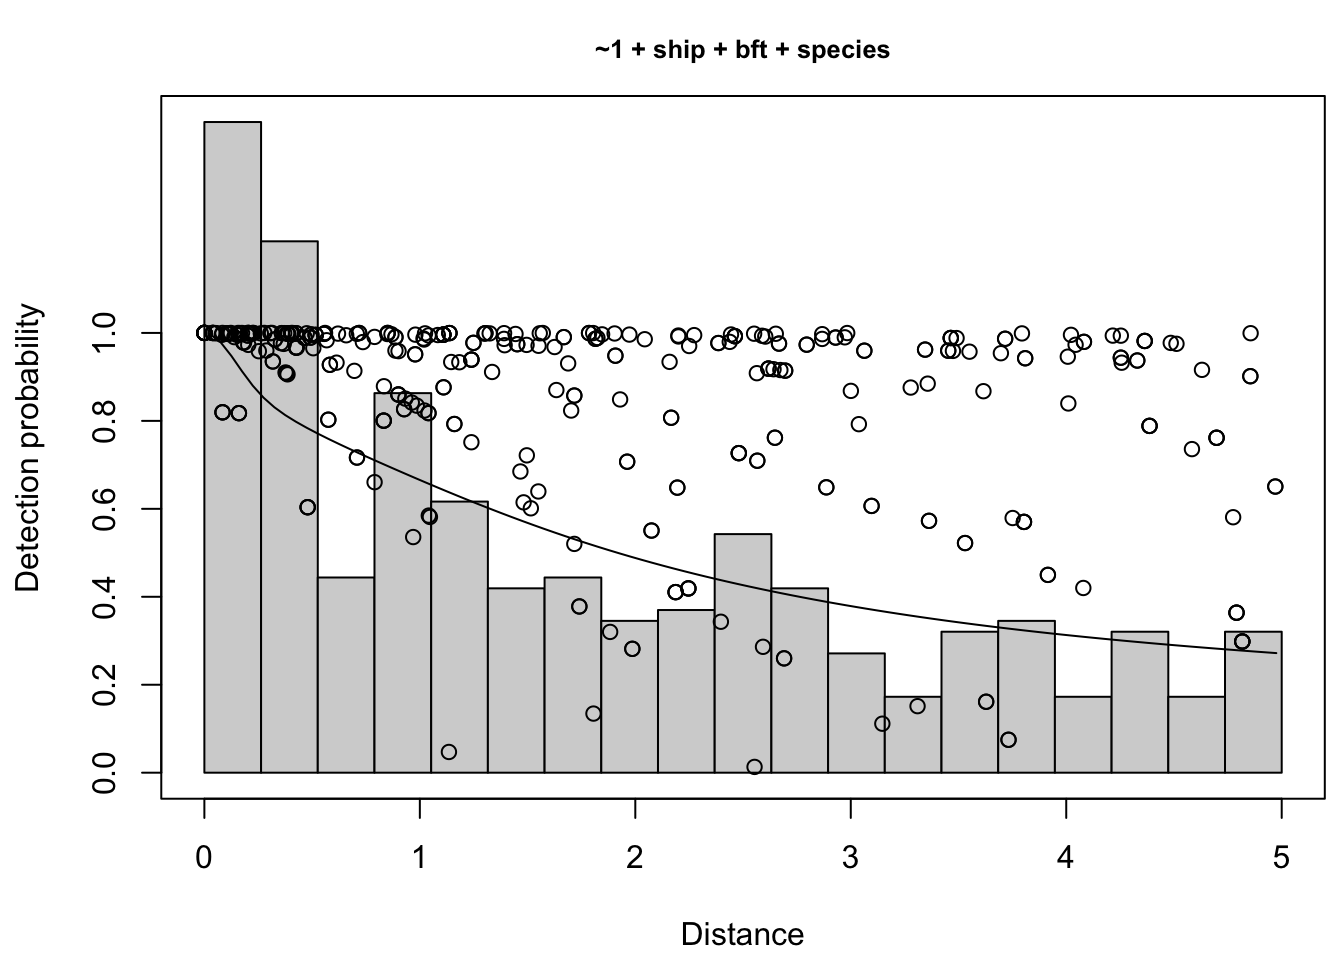 ~1 + ship + bft + species
Detection probability
1.0
0.8
0.6
0.4
0.2
0.0
0 1 2 3 4 5
Distance